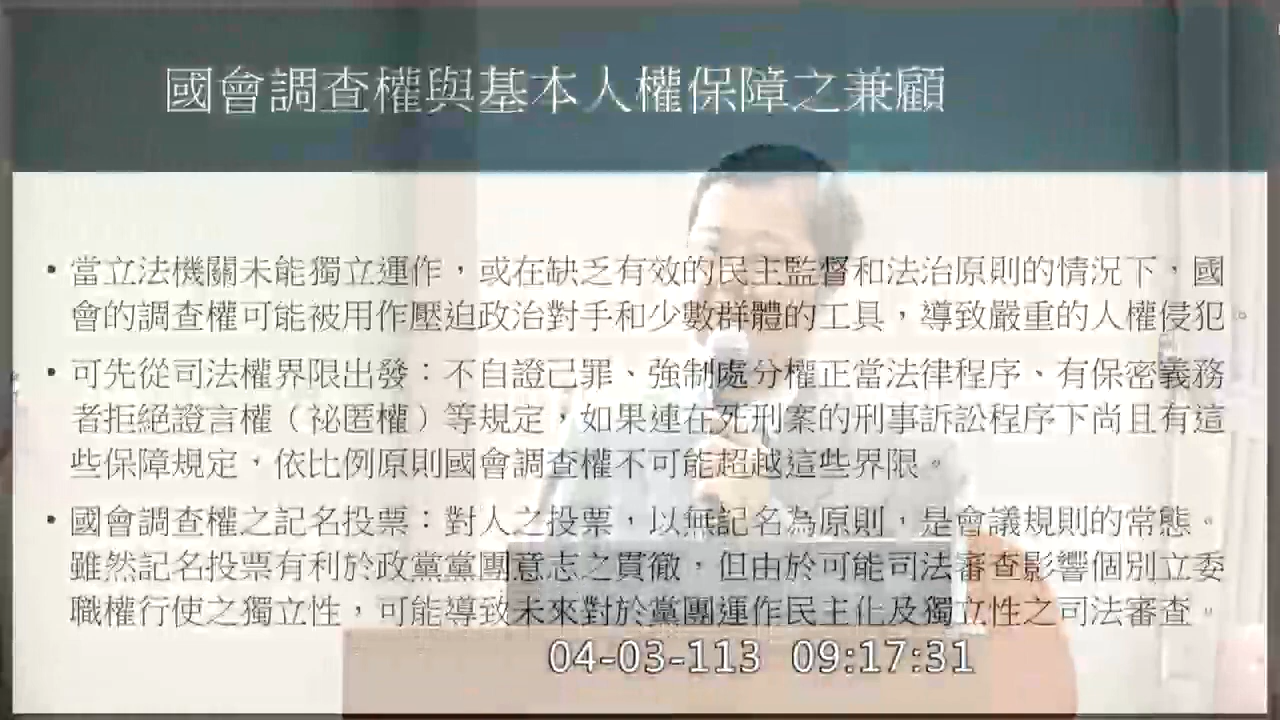 國會調查權與基本人權保障之兼顧
• 當立法機關未能獨立運作，或在缺乏有效的民主監督和法治原則的情況下，國
會的調查權可能被用作壓迫政治對手和少數群體的工具，導致嚴重的人權侵犯。
• 可先從司法權界限出發：不自證己罪、強制處分權正當法律程序、有保密義務
者拒絕證言權（祕匿權）等規定，如果連在死刑案的刑事訴訟程序下尚且有這
些保障規定，依比例原則國會調查權不可能超越這些界限。
• 國會調查權之記名投票：對人之投票，以無記名為原則，是會議規則的常態。
雖然記名投票有利於政黨黨團意志之貫徹，但由於可能司法審查影響個別立委
職權行使之獨立性，可能導致未來對於黨團運作民主化及獨立性之司法審查。
04-03-113 09:17:31